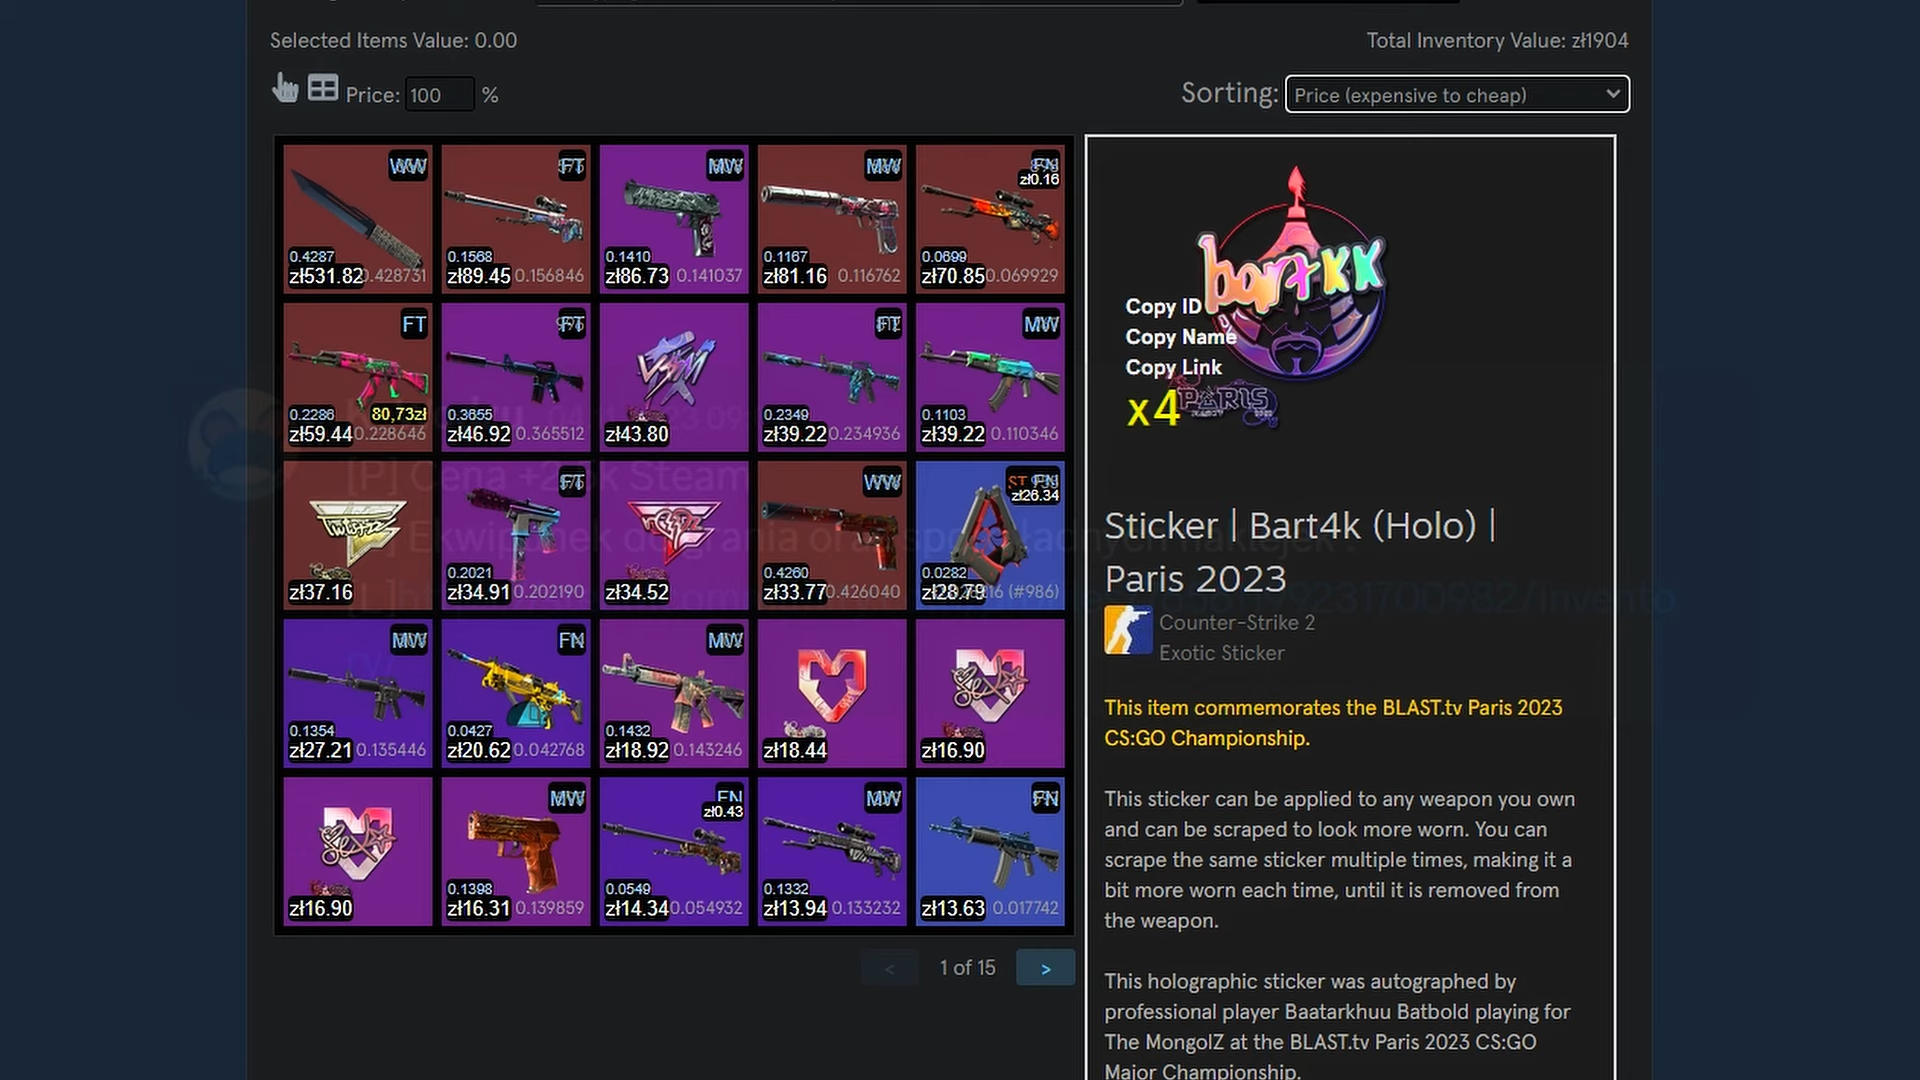 Selected Items Value: 0.00
Total Inventory Value: zł1904
Price: 100 %
Sorting: Price (expensive to cheap)
WW
FT
MW
MW
FN
zł0.16
0.4287
0.1568
0.1410
0.1167
0.0699
zł531.82 0.428731
zł89.45 0.156846
zł86.73 0.141037
zł81.16 0.116762
zł70.85 0.069929
FT
FT
FT
MW
0.2286
80,73zł
0.3655
0.2349
0.1103
zł59.44 0.228646
zł46.92 0.365512
zł43.80
zł39.22 0.234936
zł39.22 0.110346
FT
WW
ST FN
zł26.34
0.2021
0.4260
0.0282
zł37.16
zł34.91 0.202190
zł34.52
zł33.77 0.426040
zł28.79 (#986)
MW
FN
MW
0.1354
0.0427
0.1432
zł27.21 0.135446
zł20.62 0.042768
zł18.92 0.143246
zł18.44
zł16.90
MW
FN
zł0.43
MW
FN
0.1398
0.0549
0.1332
zł16.90
zł16.31 0.139859
zł14.34 0.054932
zł13.94 0.133232
zł13.63 0.017742
< 1 of 15 >
bart4kk
Copy ID
Copy Name
Copy Link
x4
PARIS
Sticker | Bart4k (Holo) |
Paris 2023
Counter-Strike 2
Exotic Sticker
This item commemorates the BLAST.tv Paris 2023
CS:GO Championship.
This sticker can be applied to any weapon you own
and can be scraped to look more worn. You can
scrape the same sticker multiple times, making it a
bit more worn each time, until it is removed from
the weapon.
This holographic sticker was autographed by
professional player Baatarkhuu Batbold playing for
The MongolZ at the BLAST.tv Paris 2023 CS:GO
Major Championship.